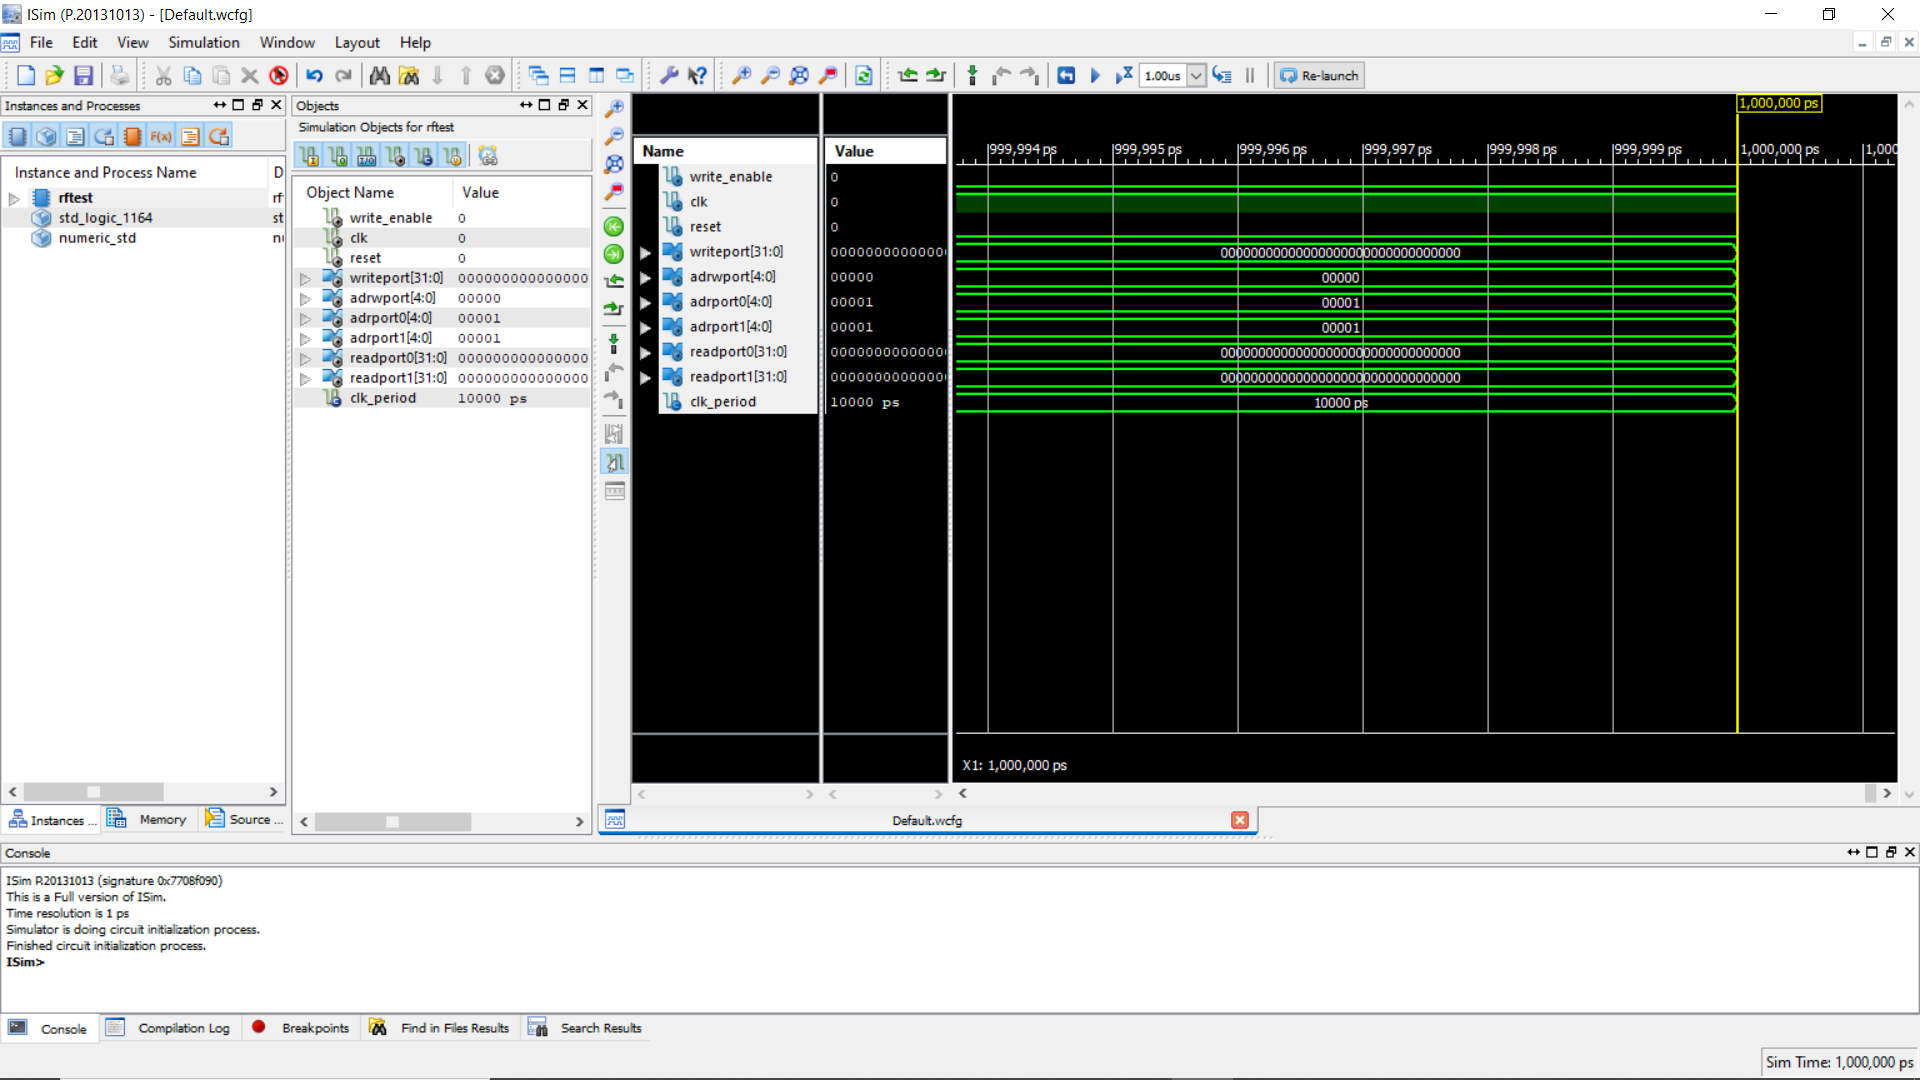 ISim (P.20131013) - [Default.wcfg]
File Edit View Simulation Window Layout Help
1.00us Re-launch
Instances and Processes
Objects
Simulation Objects for rftest
Instance and Process Name D
rftest rf
std_logic_1164 st
numeric_std nu
Object Name Value
write_enable 0
clk 0
reset 0
writeport[31:0] 000000000000000
adrwport[4:0] 00000
adrport0[4:0] 00001
adrport1[4:0] 00001
readport0[31:0] 000000000000000
readport1[31:0] 000000000000000
clk_period 10000 ps
Name Value
write_enable 0
clk 0
reset 0
writeport[31:0] 00000000000000
adrwport[4:0] 00000
adrport0[4:0] 00001
adrport1[4:0] 00001
readport0[31:0] 00000000000000
readport1[31:0] 00000000000000
clk_period 10000 ps
1,000,000 ps
999,994 ps 999,995 ps 999,996 ps 999,997 ps 999,998 ps 999,999 ps 1,000,000 ps 1,000
00000000000000000000000000000000
00000
00001
00001
00000000000000000000000000000000
00000000000000000000000000000000
10000 ps
X1: 1,000,000 ps
Instances ... Memory Source ...
Default.wcfg
Console
ISim P.20131013 (signature 0x7708f090)
This is a Full version of ISim.
Time resolution is 1 ps
Simulator is doing circuit initialization process.
Finished circuit initialization process.
ISim>
Console Compilation Log Breakpoints Find in Files Results Search Results
Sim Time: 1,000,000 ps